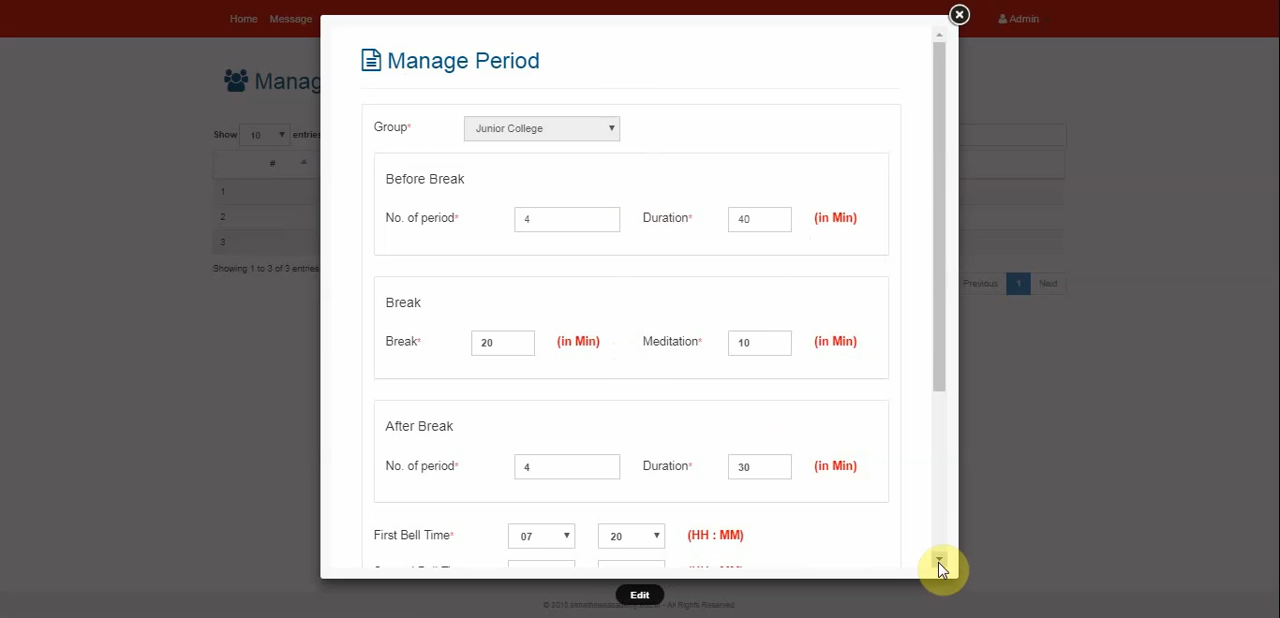 Home Message Admin
Manag
Manage Period
Show 10 entries
#
1
2
3
Showing 1 to 3 of 3 entries
Previous 1 Next
Group* Junior College
Before Break
No. of period* 4 Duration* 40 (in Min)
Break
Break* 20 (in Min) Meditation* 10 (in Min)
After Break
No. of period* 4 Duration* 30 (in Min)
First Bell Time* 07 20 (HH : MM)
Edit
All Rights Reserved